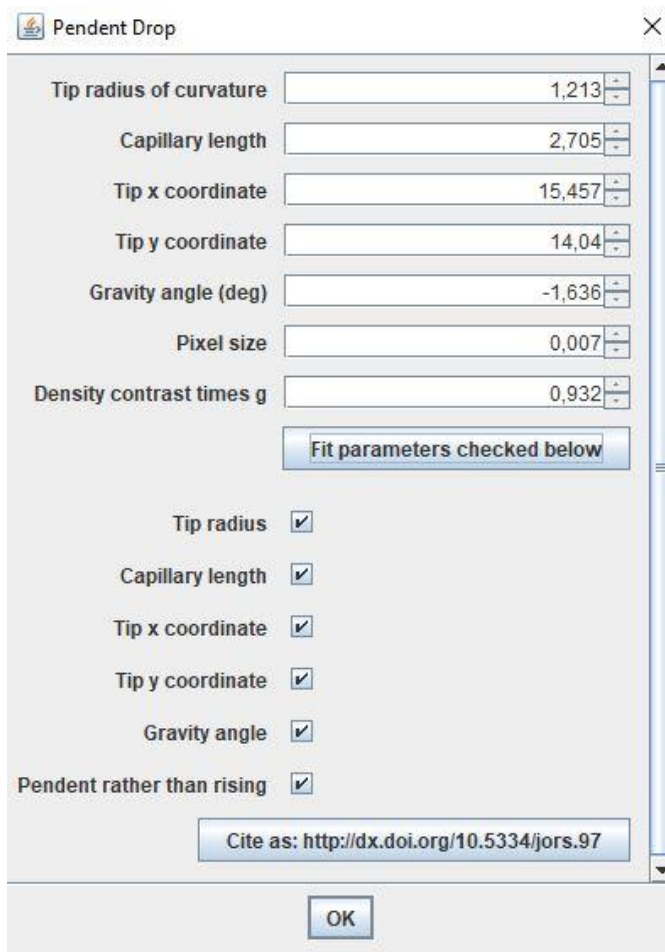 Pendent Drop
Tip radius of curvature 1,213
Capillary length 2,705
Tip x coordinate 15,457
Tip y coordinate 14,04
Gravity angle (deg) -1,636
Pixel size 0,007
Density contrast times g 0,932
Fit parameters checked below
Tip radius
Capillary length
Tip x coordinate
Tip y coordinate
Gravity angle
Pendent rather than rising
Cite as: http://dx.doi.org/10.5334/jors.97
OK